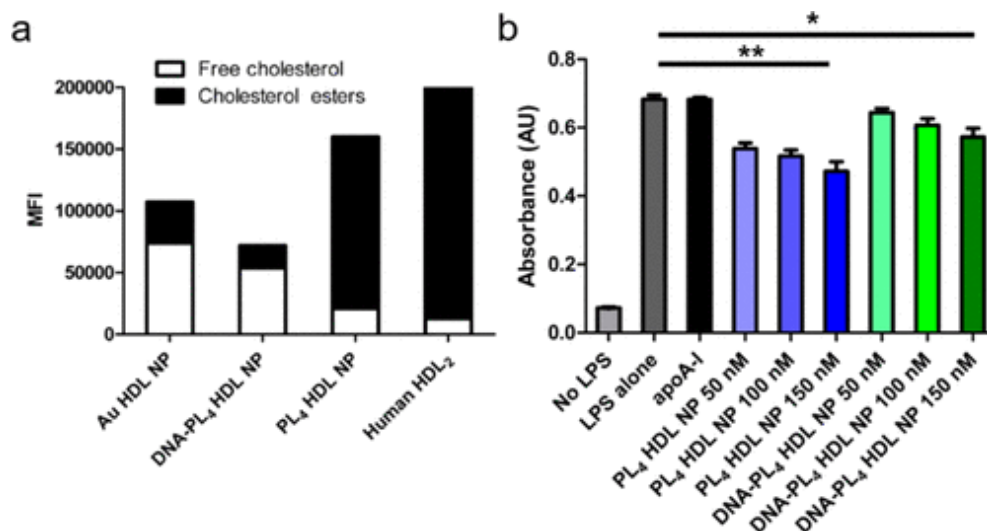 a
Free cholesterol
Cholesterol esters
MFI
200000
150000
100000
50000
0
Au HDL NP
DNA-PL₄ HDL NP
PL₄ HDL NP
Human HDL₂
b
*
**
Absorbance (AU)
0.8
0.6
0.4
0.2
0.0
No LPS
LPS alone
apoA-I
PL₄ HDL NP 50 nM
PL₄ HDL NP 100 nM
PL₄ HDL NP 150 nM
DNA-PL₄ HDL NP 50 nM
DNA-PL₄ HDL NP 100 nM
DNA-PL₄ HDL NP 150 nM